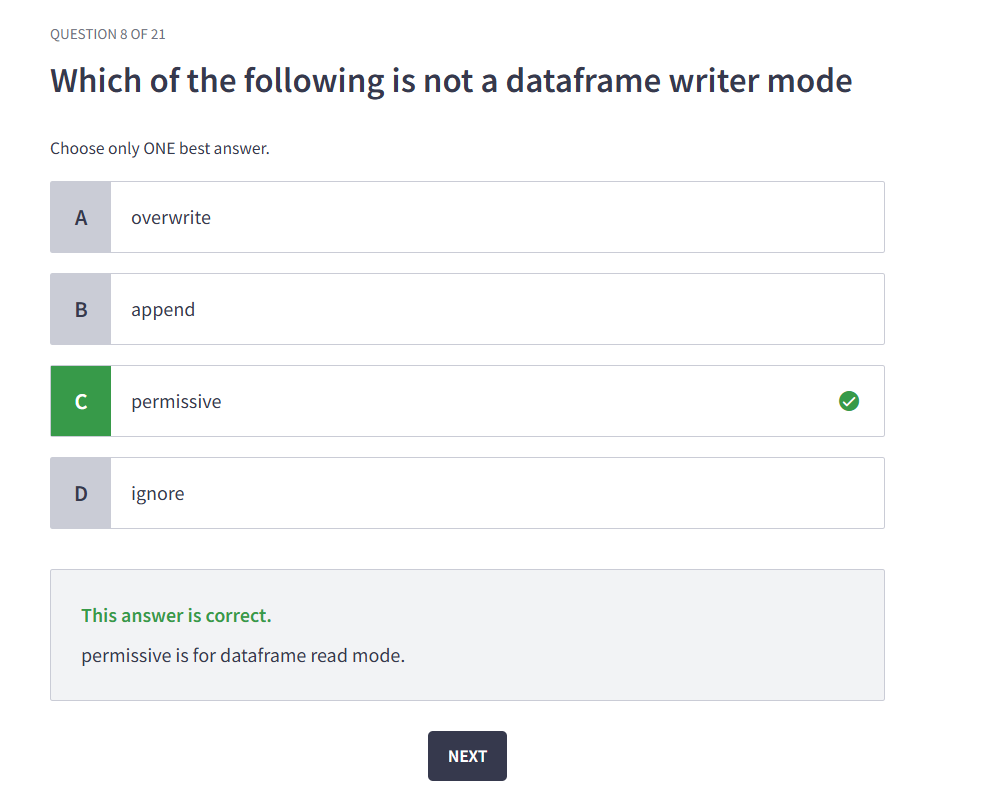 QUESTION 8 OF 21
Which of the following is not a dataframe writer mode
Choose only ONE best answer.
A overwrite
B append
C permissive
D ignore
This answer is correct.
permissive is for dataframe read mode.
NEXT